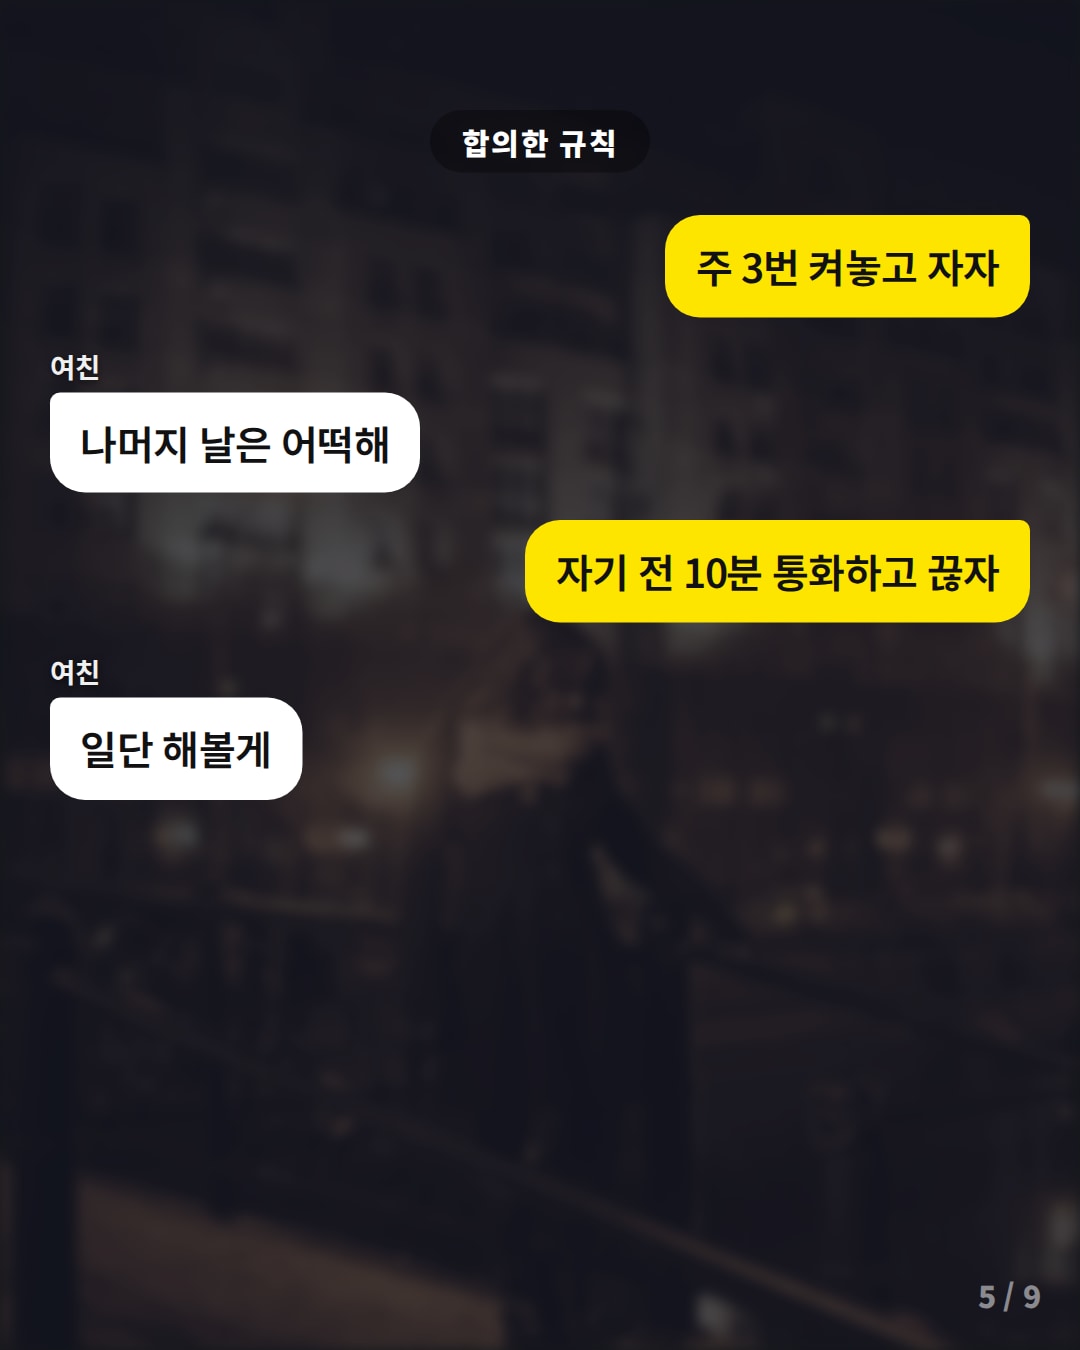 합의한 규칙
주 3번 켜놓고 자자
여친
나머지 날은 어떡해
자기 전 10분 통화하고 끊자
여친
일단 해볼게
5 / 9